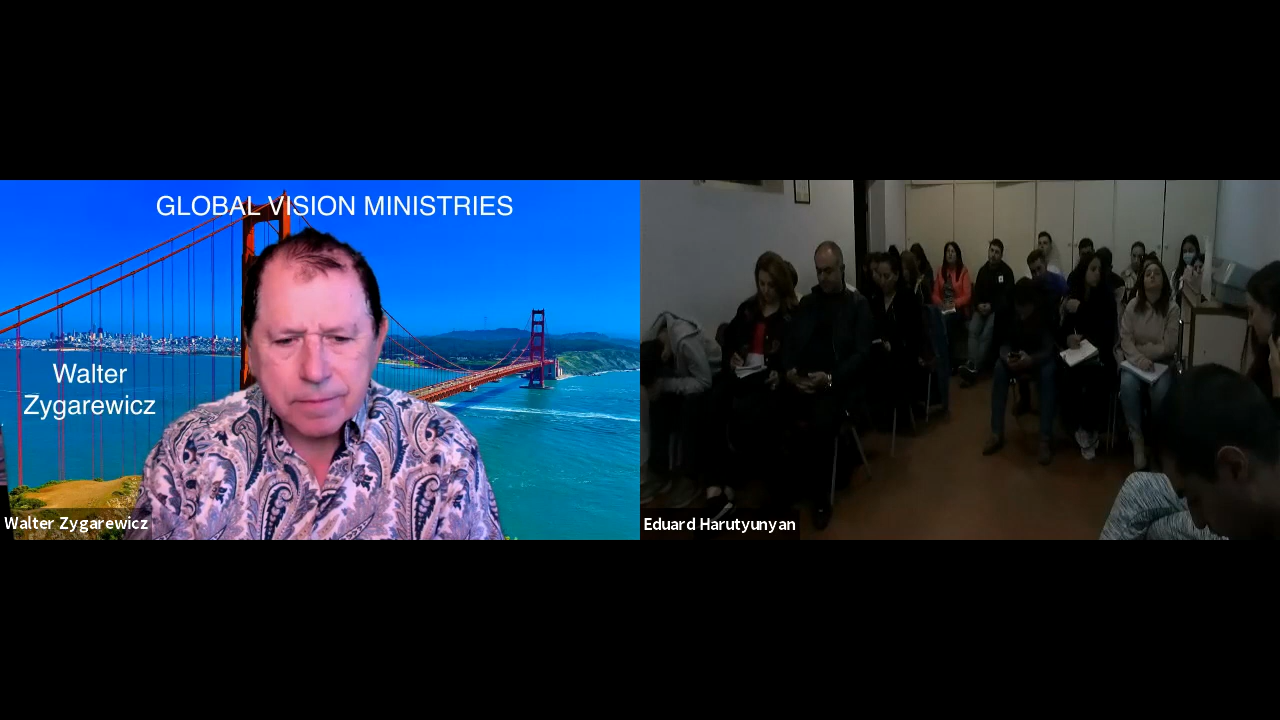 GLOBAL VISION MINISTRIES
Walter
Zygarewicz
Walter Zygarewicz
Eduard Harutyunyan